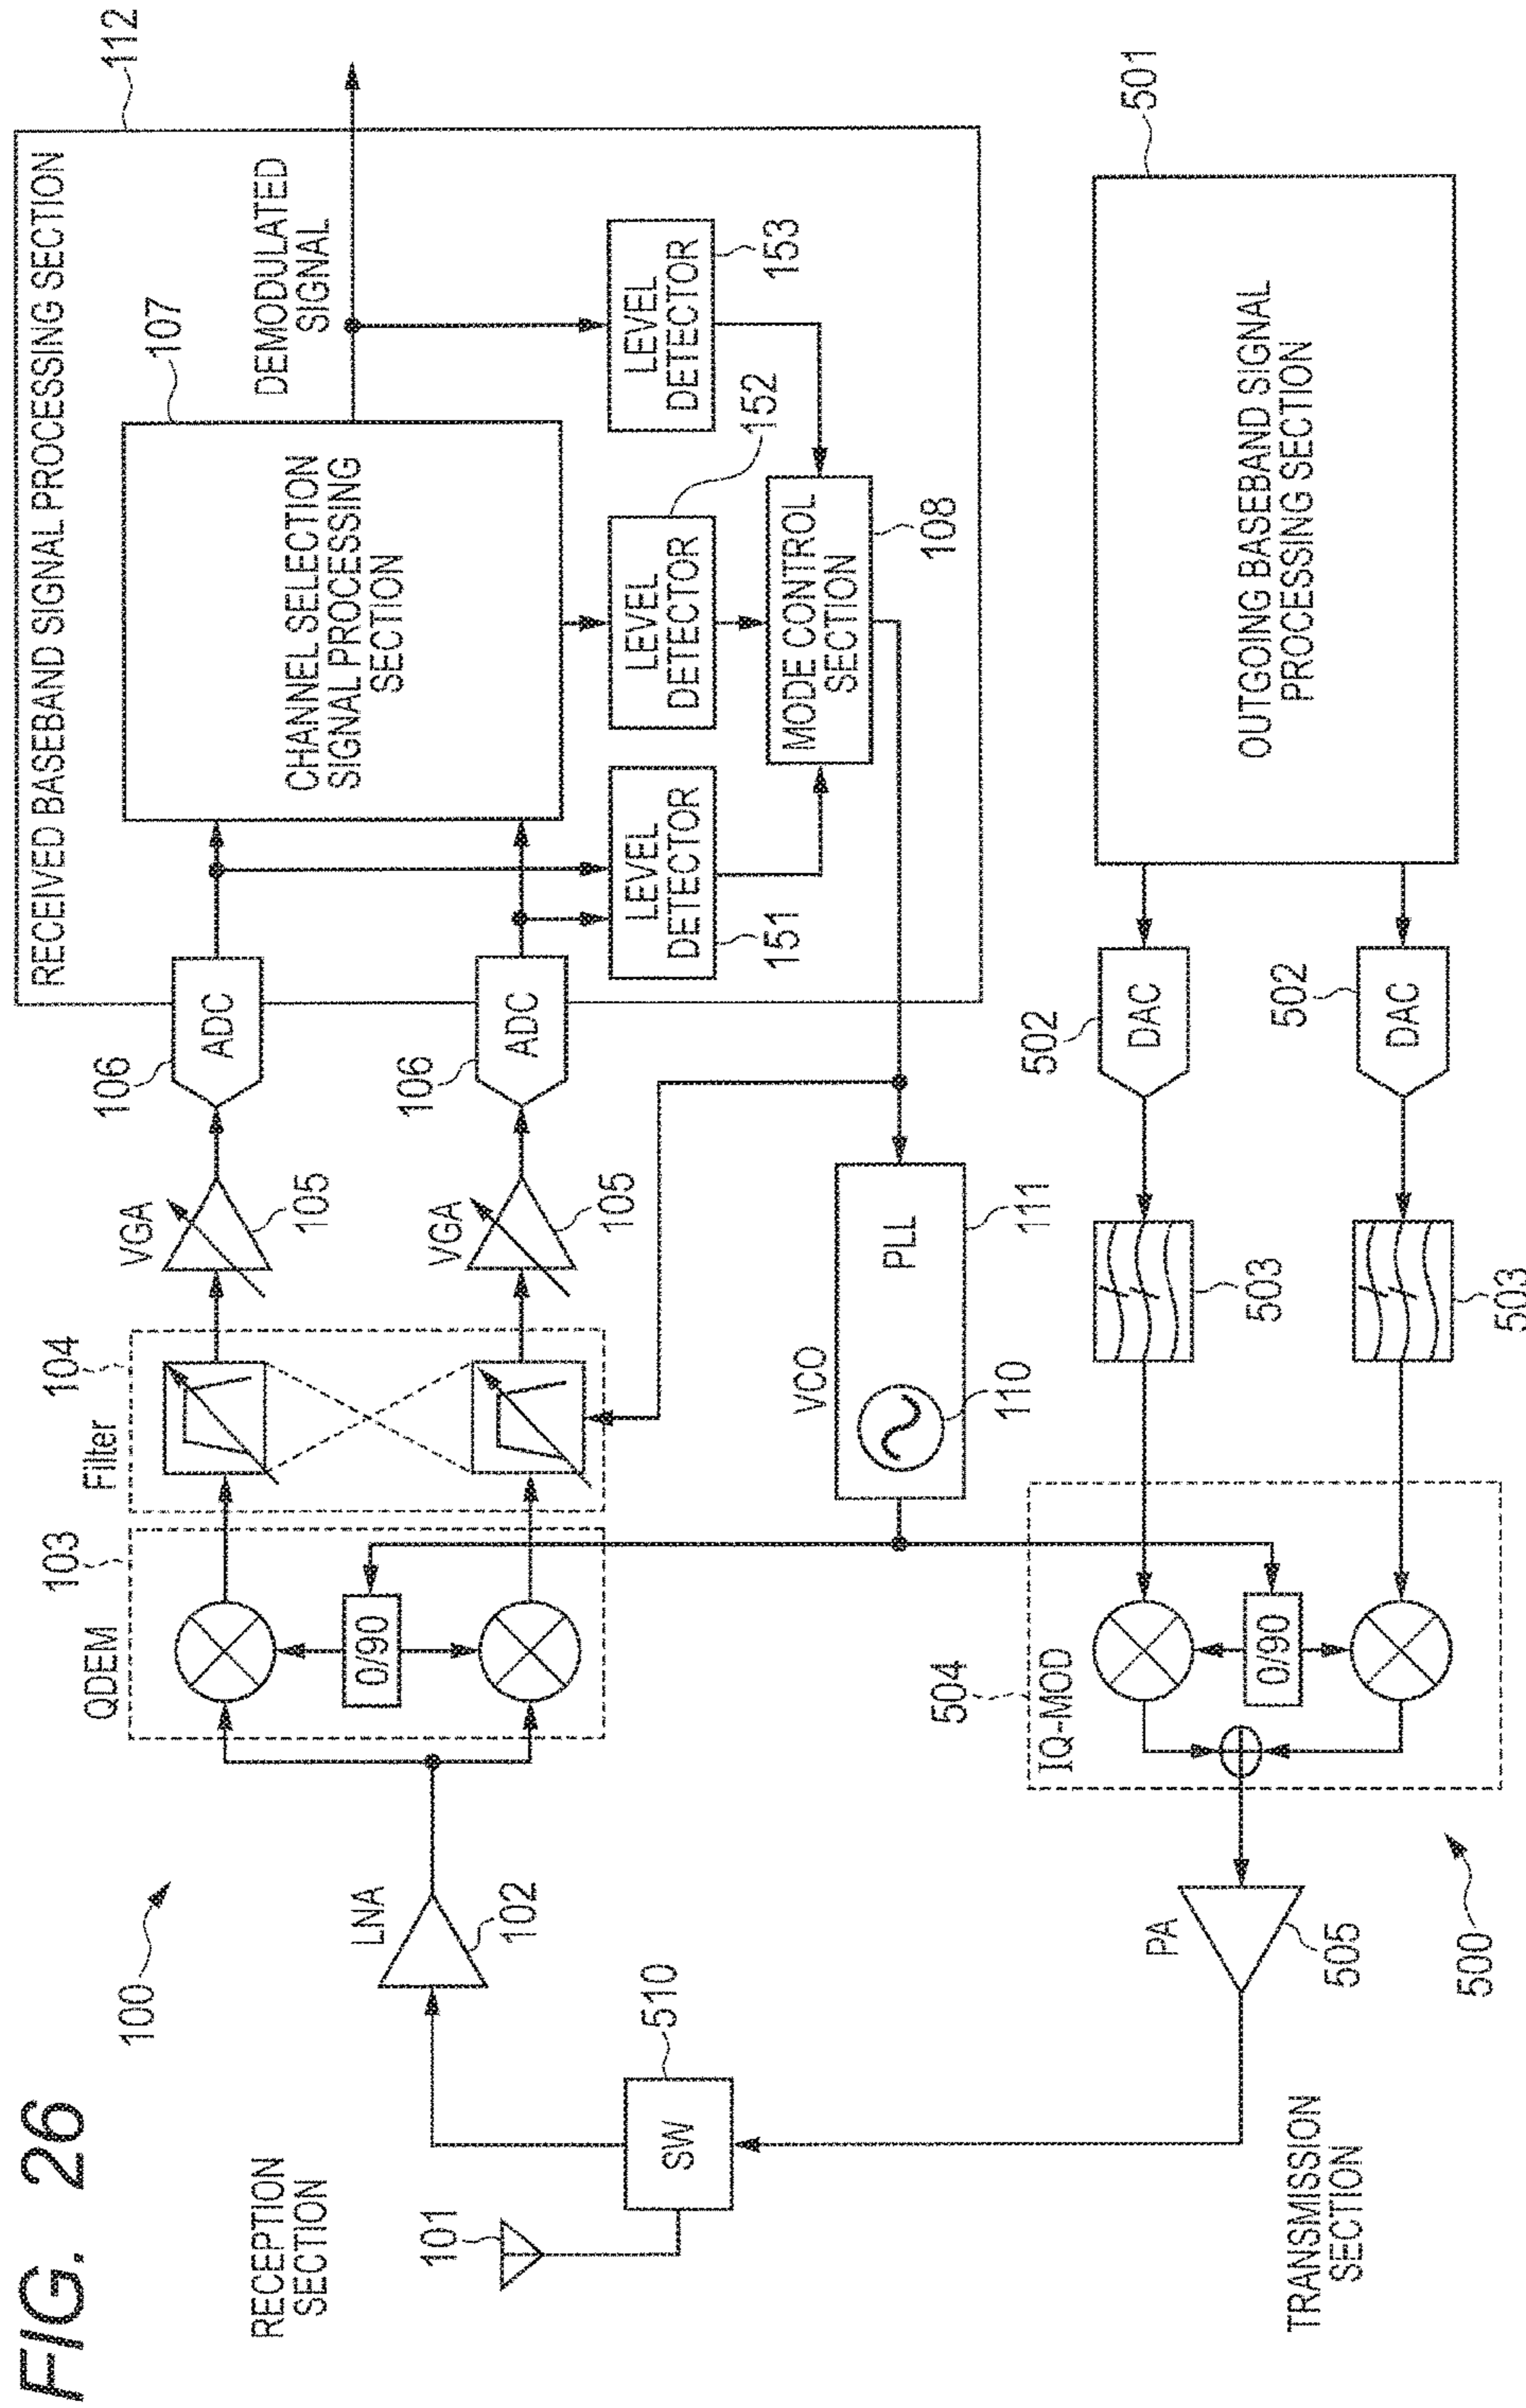 FIG. 26
112
RECEIVED BASEBAND SIGNAL PROCESSING SECTION
107
DEMODULATED
SIGNAL
CHANNEL SELECTION
SIGNAL PROCESSING
SECTION
LEVEL
DETECTOR
151
LEVEL
DETECTOR
152
LEVEL
DETECTOR
153
MODE CONTROL
SECTION
108
100
RECEPTION
SECTION
101
SW
510
LNA
102
103
QDEM
0/90
104
Filter
VGA
105
VGA
105
106
ADC
106
ADC
VCO
110
PLL
111
501
OUTGOING BASEBAND SIGNAL
PROCESSING SECTION
502
DAC
502
DAC
503
503
504
IQ-MOD
0/90
PA
505
500
TRANSMISSION
SECTION